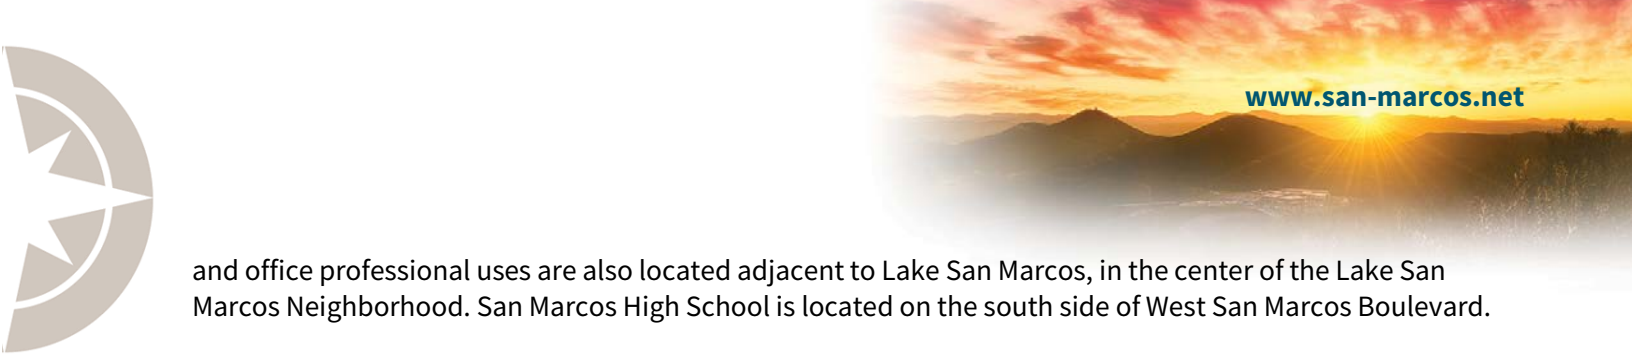 www.san-marcos.net
and office professional uses are also located adjacent to Lake San Marcos, in the center of the Lake San
Marcos Neighborhood. San Marcos High School is located on the south side of West San Marcos Boulevard.